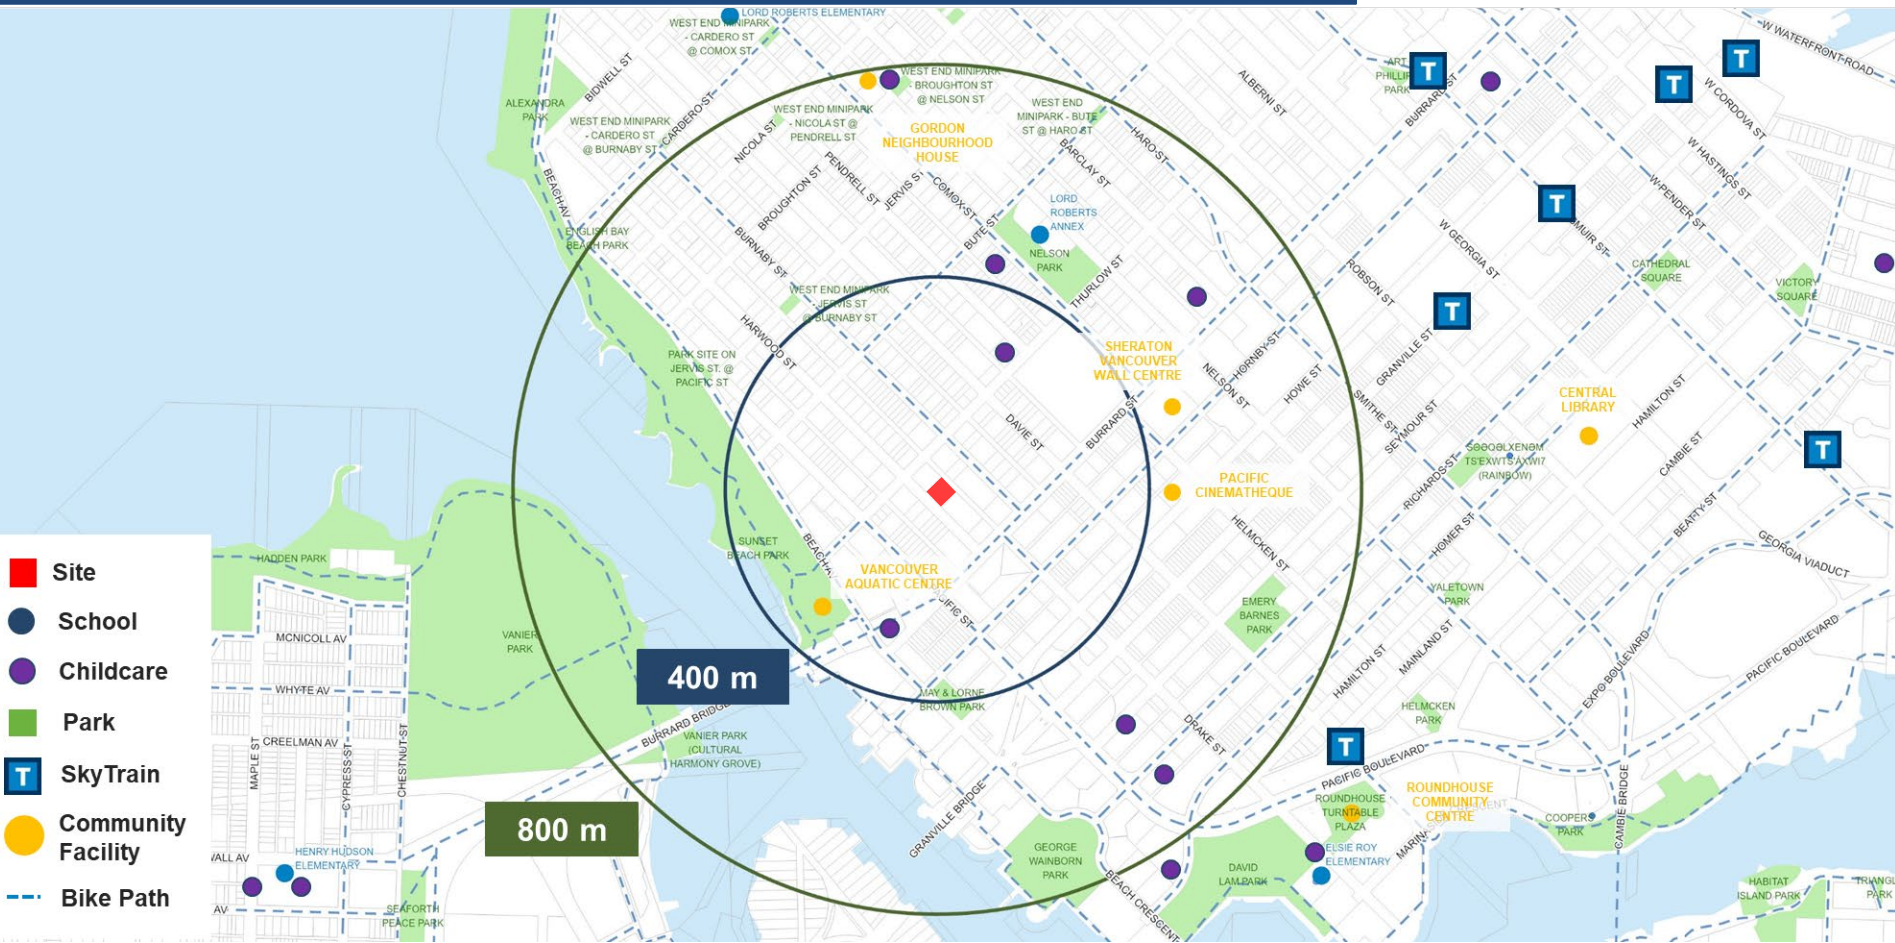 LORD ROBERTS ELEMENTARY
WEST END MINIPARK
- CARDERO ST
@ COMOX ST
W WATERFRONT ROAD
BIDWELL ST
ALBERNI ST
BURRARD ST
W CORDOVA ST
WEST END MINIPARK
- BROUGHTON ST
@ NELSON ST
ALEXANDRA
PARK
WEST END MINIPARK
- CARDERO ST
@ BURNABY ST
CARDERO ST
NICOLA ST
WEST END MINIPARK
- NICOLA ST @
PENDRELL ST
WEST END
MINIPARK - BUTE
ST @ HARO ST
GORDON
NEIGHBOURHOOD
HOUSE
HARO ST
BARCLAY ST
W HASTINGS ST
W PENDER ST
BEACH AV
BROUGHTON ST
PENDRELL ST
JERVIS ST
COMOX ST
BUTE ST
LORD
ROBERTS
ANNEX
NELSON
PARK
THURLOW ST
ENGLISH BAY
BEACH PARK
BURNABY ST
W GEORGIA ST
ROBSON ST
CATHEDRAL
SQUARE
VICTORY
SQUARE
WEST END MINIPARK
- JERVIS ST
@ BURNABY ST
HARWOOD ST
PARK SITE ON
JERVIS ST. @
PACIFIC ST
SHERATON
VANCOUVER
WALL CENTRE
NELSON ST
HORNBY ST
HOWE ST
GRANVILLE ST
SMITHE ST
SEYMOUR ST
CENTRAL
LIBRARY
HAMILTON ST
CAMBIE ST
DAVIE ST
BURRARD ST
PACIFIC
CINEMATHEQUE
(RAINBOW)
RICHARDS ST
HOMER ST
BEATTY ST
GEORGIA VIADUCT
HELMCKEN ST
SUNSET
BEACH PARK
VANCOUVER
AQUATIC CENTRE
HADDEN PARK
EMERY
BARNES
PARK
YALETOWN
PARK
MCNICOLL AV
VANIER
PARK
WHYTE AV
CREELMAN AV
MAPLE ST
CYPRESS ST
CHESTNUT ST
400 m
MAY & LORNE
BROWN PARK
BURRARD BRIDGE
VANIER PARK
(CULTURAL
HARMONY GROVE)
DRAKE ST
HAMILTON ST
MAINLAND ST
HELMCKEN
PARK
EXPO BOULEVARD
PACIFIC BOULEVARD
PACIFIC BOULEVARD
800 m
GRANVILLE BRIDGE
ROUNDHOUSE
TURNTABLE
PLAZA
ROUNDHOUSE
COMMUNITY
CENTRE
COOPERS
PARK
CAMBIE BRIDGE
GEORGE
WAINBORN
PARK
BEACH CRESCENT
DAVID
LAM PARK
ELSIE ROY
ELEMENTARY
HABITAT
ISLAND PARK
HENRY HUDSON
ELEMENTARY
SEAFORTH
PEACE PARK
Site
School
Childcare
Park
T SkyTrain
Community
Facility
Bike Path
T
T
T
T
T
T
T